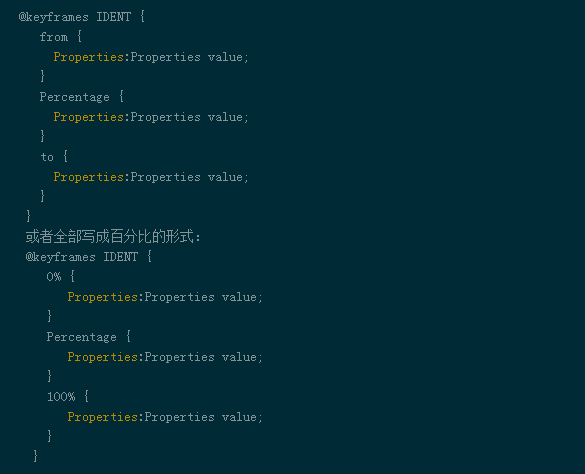 @keyframes IDENT {
from {
Properties:Properties value;
}
Percentage {
Properties:Properties value;
}
to {
Properties:Properties value;
}
}
或者全部写成百分比的形式：
@keyframes IDENT {
0% {
Properties:Properties value;
}
Percentage {
Properties:Properties value;
}
100% {
Properties:Properties value;
}
}